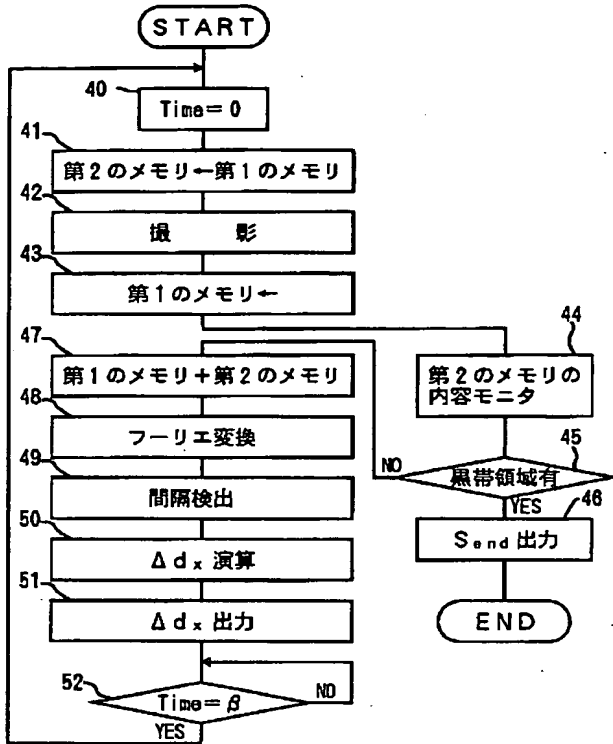 START
40
Time=0
41
第2のメモリ←第1のメモリ
42
撮 影
43
第1のメモリ←
44
第2のメモリの
内容モニタ
45
黒帯領域有
NO
YES
46
Send 出力
END
47
第1のメモリ+第2のメモリ
48
フーリエ変換
49
間隔検出
50
Δdx 演算
51
Δdx 出力
52
Time=β
NO
YES